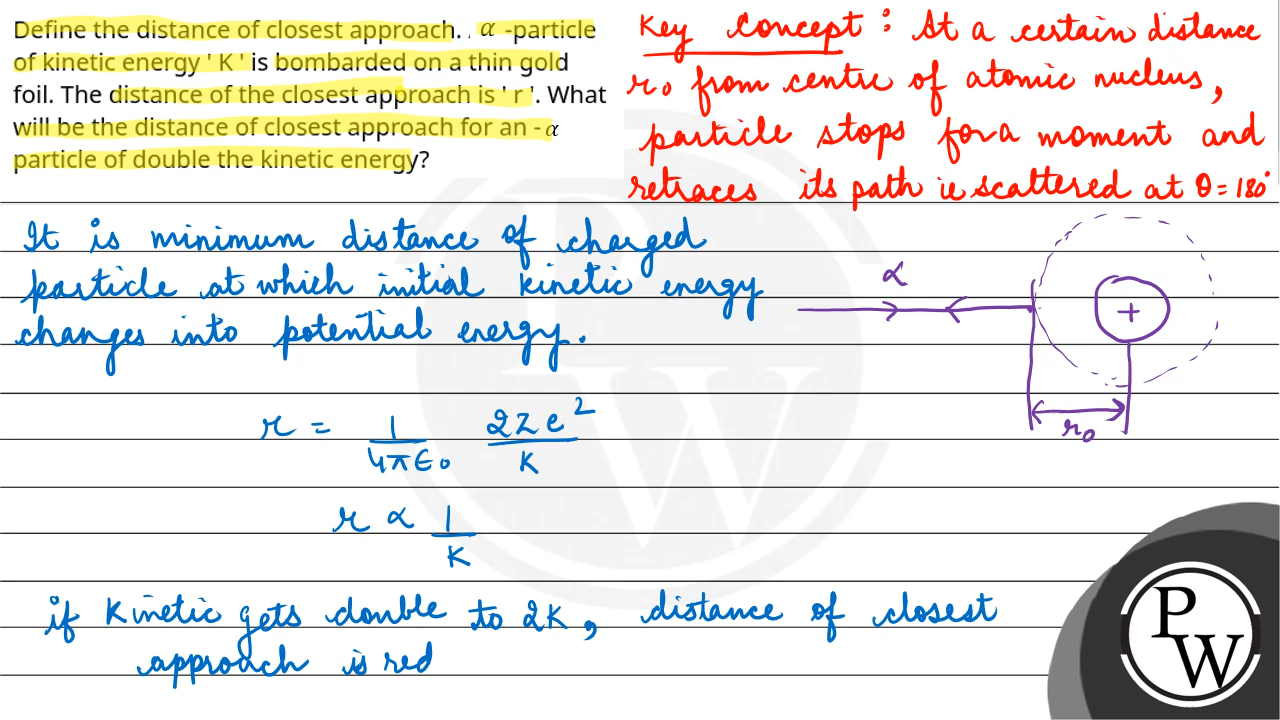 Define the distance of closest approach. . α -particle
of kinetic energy ' K ' is bombarded on a thin gold
foil. The distance of the closest approach is ' r '. What
will be the distance of closest approach for an - α
particle of double the kinetic energy?
Key Concept : At a certain distance
r₀ from centre of atomic nucleus,
particle stops for a moment and
retraces its path ie scattered at θ = 180°
It is minimum distance of charged
particle at which initial kinetic energy
changes into potential energy.
α
+
r₀
r = 1/4πϵ₀ 2Ze²/K
r ∝ 1/K
if Kinetic gets double to 2K, distance of closest
approach is red
PW